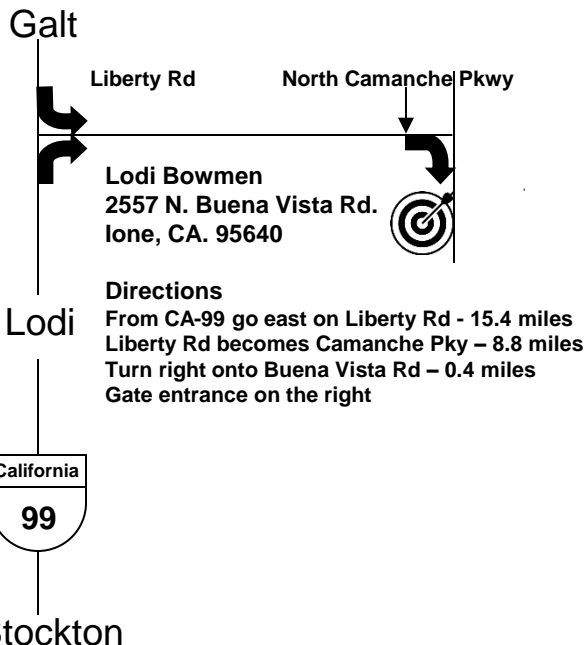 Galt
Liberty Rd
North Camanche Pkwy
Lodi Bowmen
2557 N. Buena Vista Rd.
Ione, CA. 95640
Directions
Lodi
From CA-99 go east on Liberty Rd - 15.4 miles
Liberty Rd becomes Camanche Pky – 8.8 miles
Turn right onto Buena Vista Rd – 0.4 miles
Gate entrance on the right
California
99
Stockton